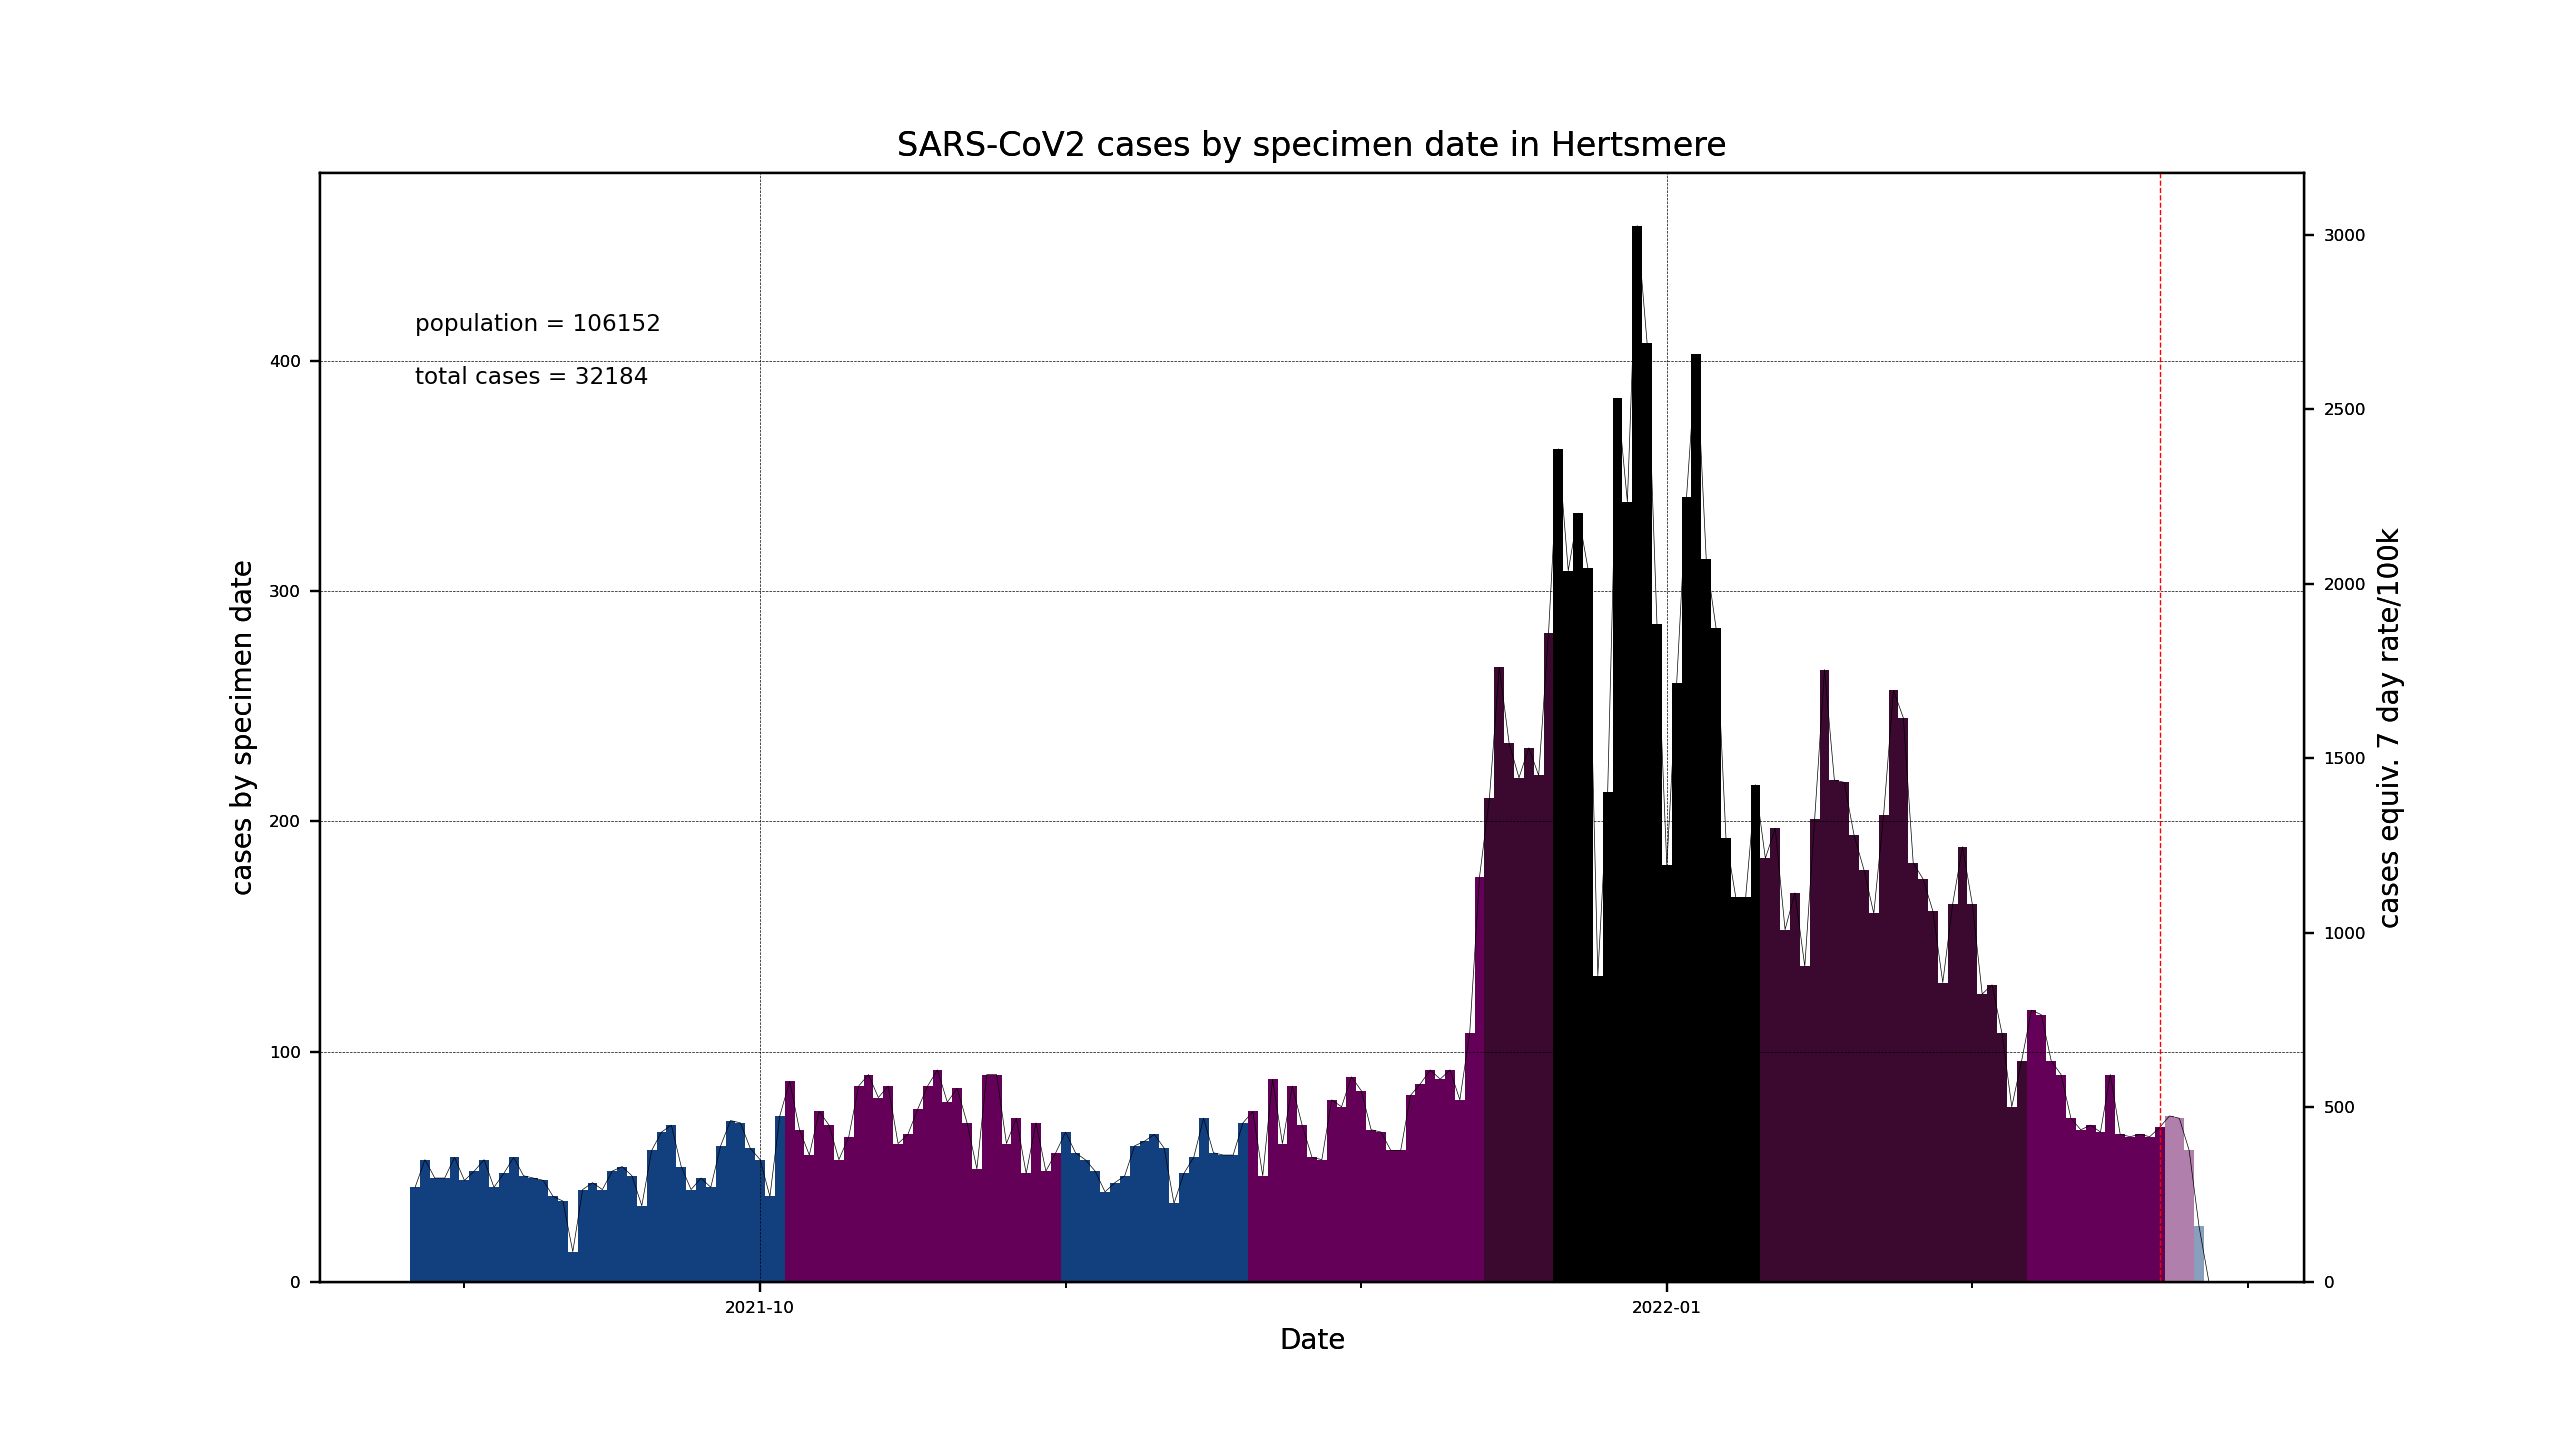 SARS-CoV2 cases by specimen date in Hertsmere
population = 106152
total cases = 32184
cases by specimen date
400
300
200
100
0
3000
2500
2000
1500
1000
500
0
cases equiv. 7 day rate/100k
2021-10
2022-01
Date